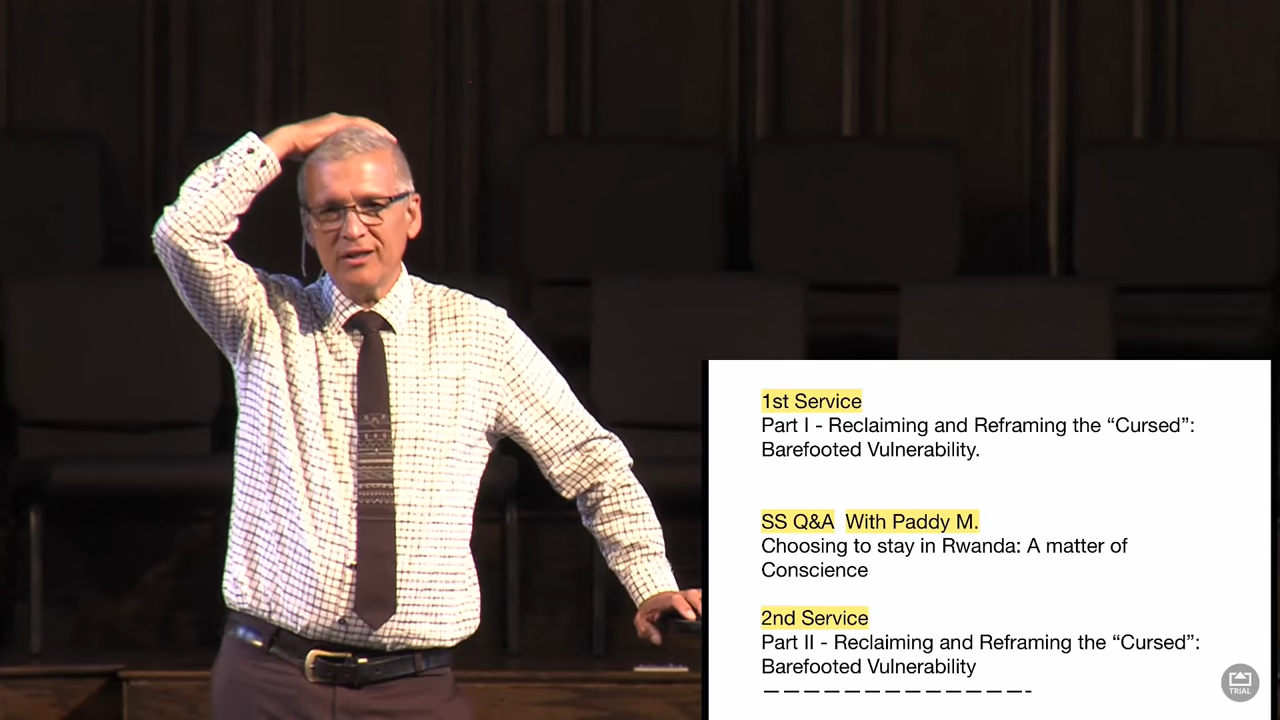 1st Service
Part I - Reclaiming and Reframing the “Cursed”:
Barefooted Vulnerability.
SS Q&A With Paddy M.
Choosing to stay in Rwanda: A matter of
Conscience
2nd Service
Part II - Reclaiming and Reframing the “Cursed”:
Barefooted Vulnerability
— — — — — — — — — — — — — -
TRIAL